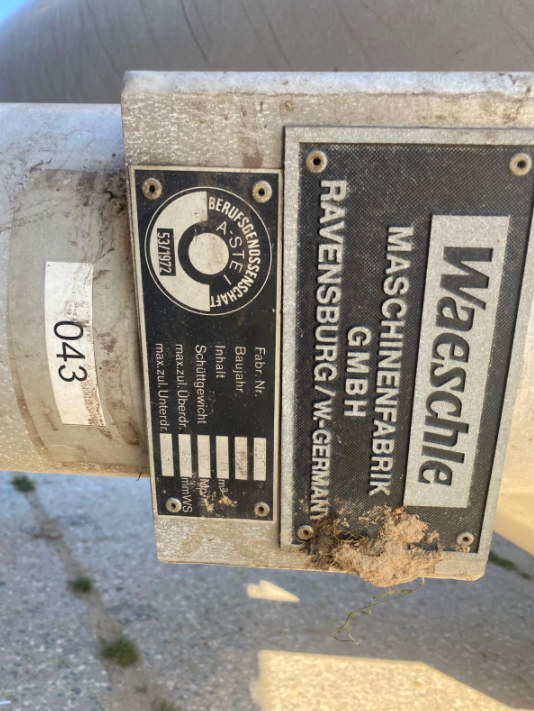 Waeschle
MASCHINENFABRIK
GMBH
RAVENSBURG/W-GERMANY
BERUFSGENOSSENSCHAFT
A-STE
53/1972
Fabr. Nr.
Baujahr
Inhalt m³
Schüttgewicht
max.zul. Überdr.
max.zul. Unterdr. mmWS
043